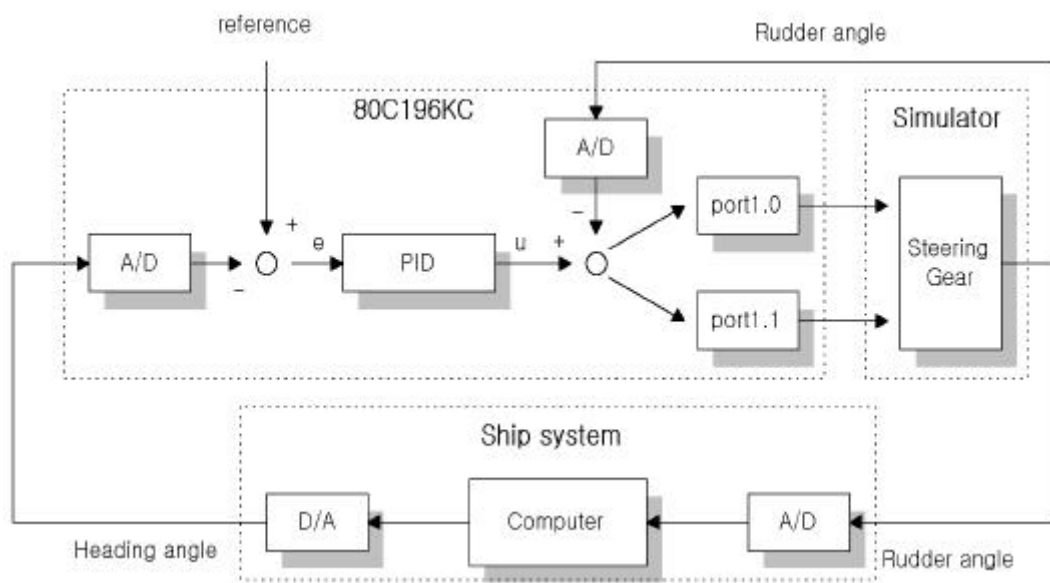 reference
Rudder angle
80C196KC
Simulator
A/D
port1.0
+
e
u
+
−
A/D
−
PID
Steering
Gear
port1.1
Ship system
D/A
Computer
A/D
Heading angle
Rudder angle